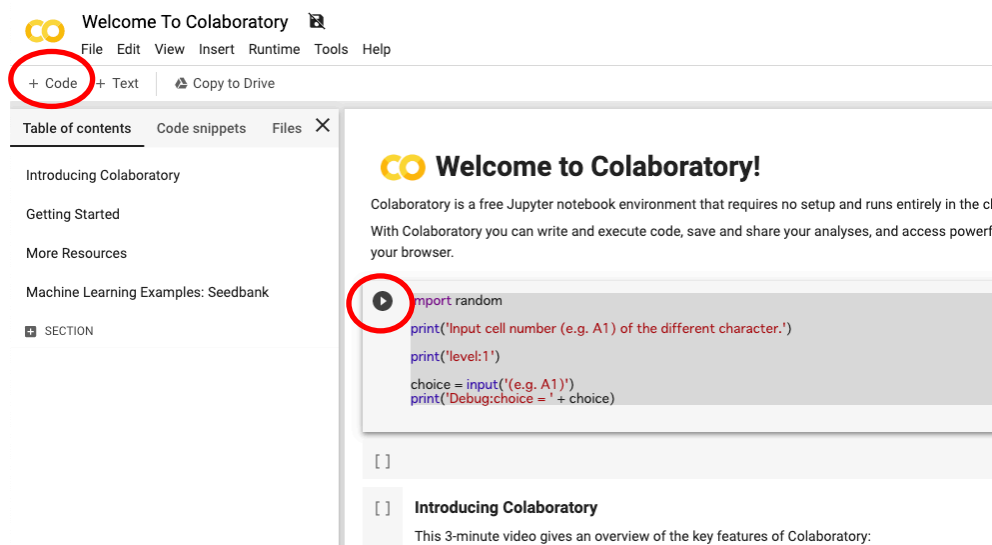 Welcome To Colaboratory
File Edit View Insert Runtime Tools Help
+ Code + Text Copy to Drive
Table of contents Code snippets Files
Introducing Colaboratory
Getting Started
More Resources
Machine Learning Examples: Seedbank
SECTION
CO Welcome to Colaboratory!
Colaboratory is a free Jupyter notebook environment that requires no setup and runs entirely in the cl
With Colaboratory you can write and execute code, save and share your analyses, and access powerf
your browser.
import random
print('Input cell number (e.g. A1) of the different character.')
print('level:1')
choice = input('(e.g. A1)')
print('Debug:choice = ' + choice)
[ ]
[ ] Introducing Colaboratory
This 3-minute video gives an overview of the key features of Colaboratory: